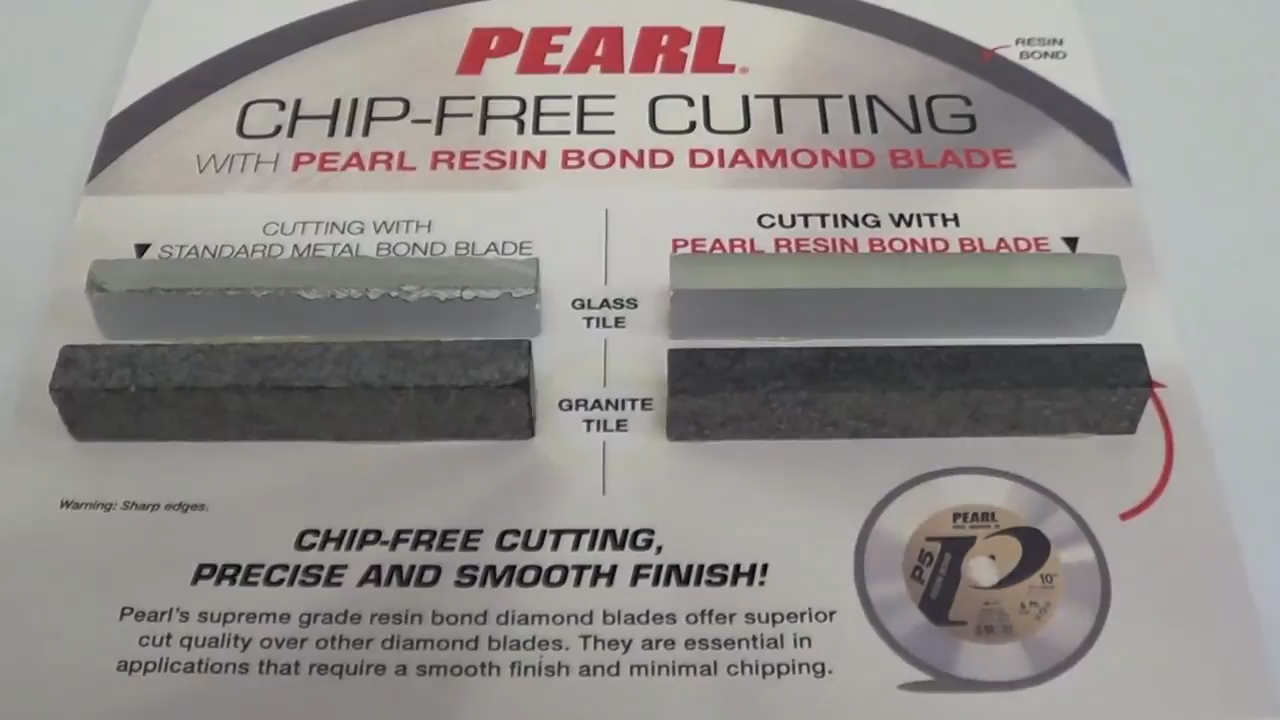 PEARL
RESIN
BOND
CHIP-FREE CUTTING
WITH PEARL RESIN BOND DIAMOND BLADE
CUTTING WITH
STANDARD METAL BOND BLADE
CUTTING WITH
PEARL RESIN BOND BLADE
GLASS
TILE
GRANITE
TILE
Warning: Sharp edges.
CHIP-FREE CUTTING,
PRECISE AND SMOOTH FINISH!
Pearl's supreme grade resin bond diamond blades offer superior
cut quality over other diamond blades. They are essential in
applications that require a smooth finish and minimal chipping.
PEARL
P5
10"